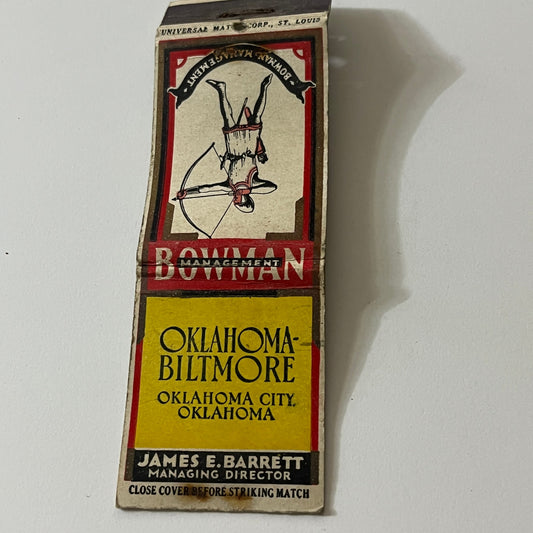 UNIVERSAL MATCH CORP., ST. LOUIS
BOWMAN MANAGEMENT
BOWMAN
MANAGEMENT
OKLAHOMA-
BILTMORE
OKLAHOMA CITY,
OKLAHOMA
JAMES E. BARRETT
MANAGING DIRECTOR
CLOSE COVER BEFORE STRIKING MATCH